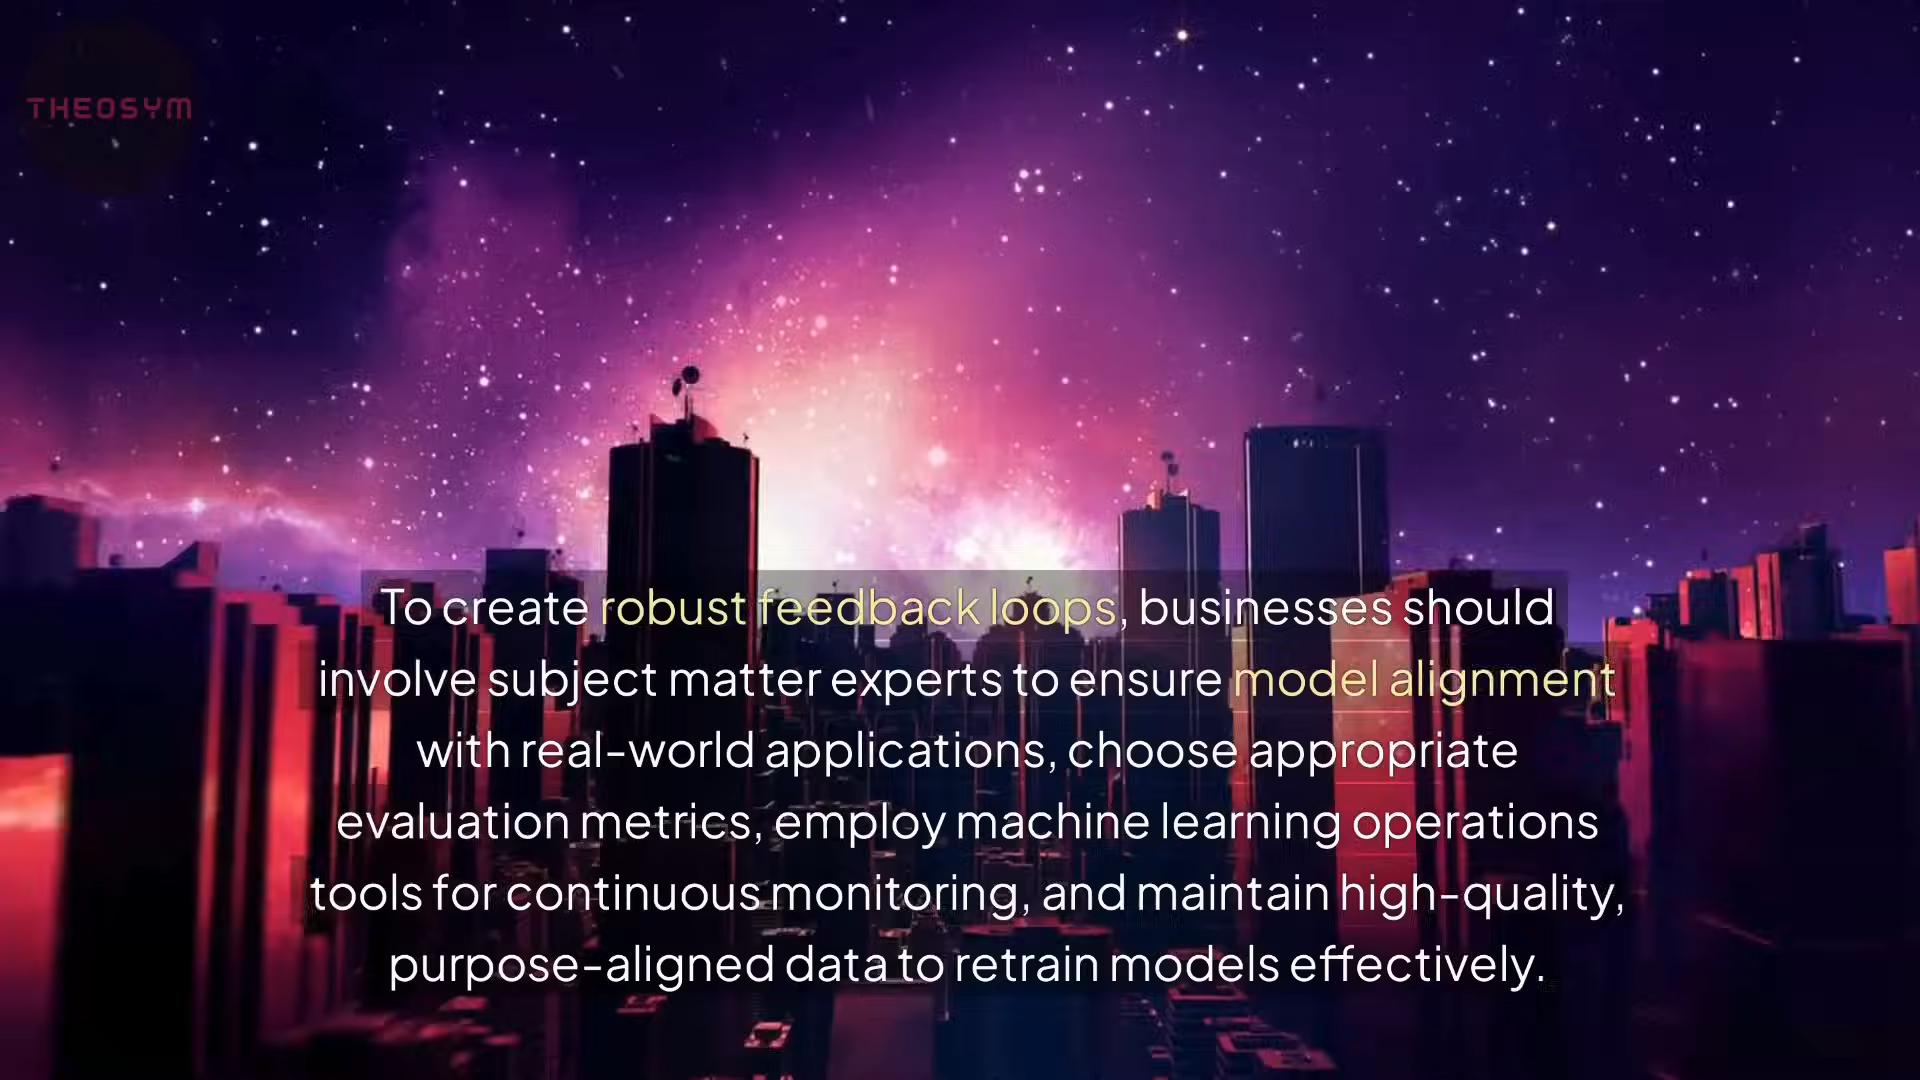 THEOSYM
To create robust feedback loops, businesses should
involve subject matter experts to ensure model alignment
with real-world applications, choose appropriate
evaluation metrics, employ machine learning operations
tools for continuous monitoring, and maintain high-quality,
purpose-aligned data to retrain models effectively.